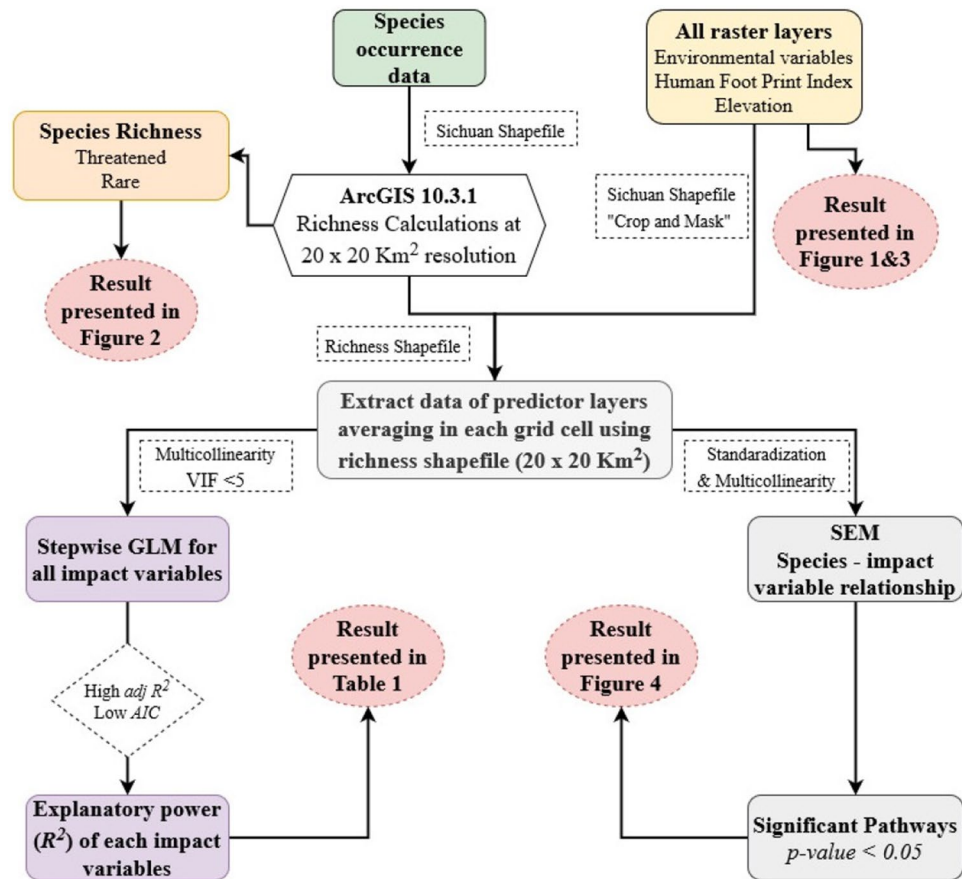 Species
occurrence
data
All raster layers
Environmental variables
Human Foot Print Index
Elevation
Sichuan Shapefile
Species Richness
Threatened
Rare
ArcGIS 10.3.1
Richness Calculations at
20 x 20 Km² resolution
Sichuan Shapefile
"Crop and Mask"
Result
presented in
Figure 1&3
Result
presented in
Figure 2
Richness Shapefile
Extract data of predictor layers
averaging in each grid cell using
richness shapefile (20 x 20 Km²)
Multicollinearity
VIF <5
Standaradization
& Multicollinearity
Stepwise GLM for
all impact variables
SEM
Species - impact
variable relationship
Result
presented in
Table 1
Result
presented in
Figure 4
High adj R²
Low AIC
Explanatory power
(R²) of each impact
variables
Significant Pathways
p-value < 0.05